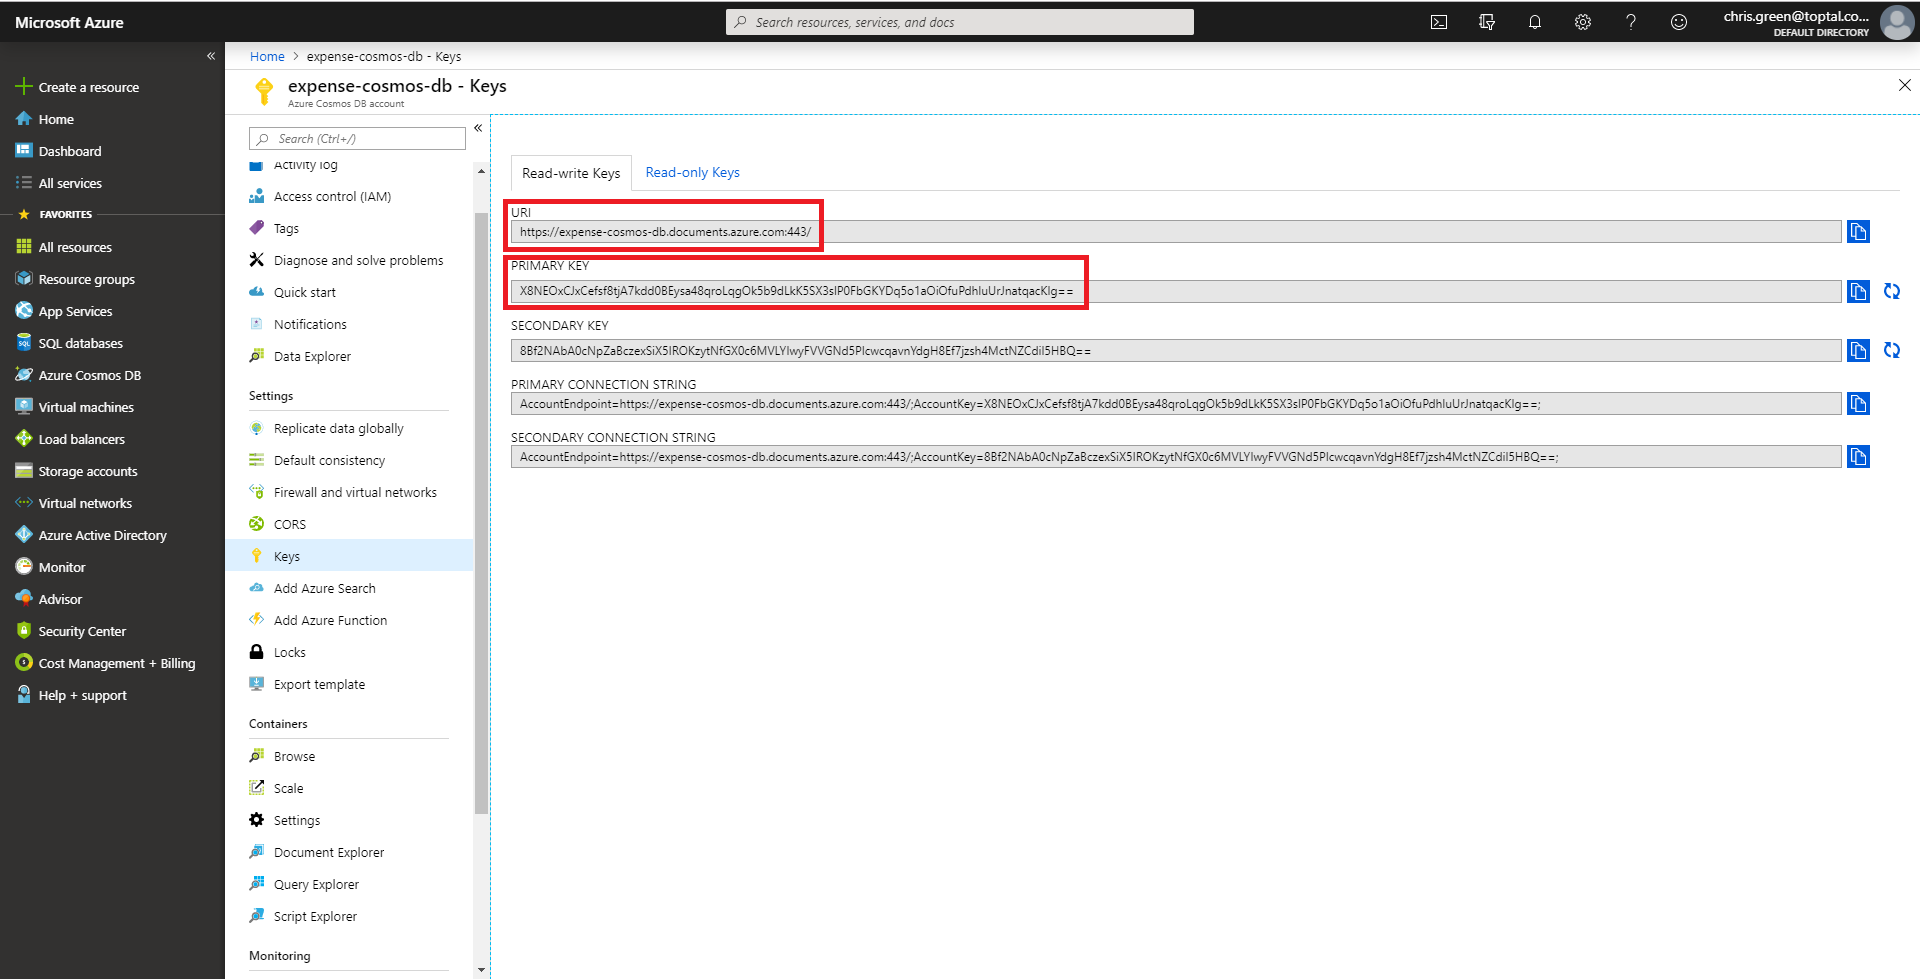 Microsoft Azure
Search resources, services, and docs
chris.green@toptal.co...
DEFAULT DIRECTORY
«
Create a resource
Home
Dashboard
All services
FAVORITES
All resources
Resource groups
App Services
SQL databases
Azure Cosmos DB
Virtual machines
Load balancers
Storage accounts
Virtual networks
Azure Active Directory
Monitor
Advisor
Security Center
Cost Management + Billing
Help + support
Home > expense-cosmos-db - Keys
expense-cosmos-db - Keys
Azure Cosmos DB account
Search (Ctrl+/)
«
Activity log
Access control (IAM)
Tags
Diagnose and solve problems
Quick start
Notifications
Data Explorer
Settings
Replicate data globally
Default consistency
Firewall and virtual networks
CORS
Keys
Add Azure Search
Add Azure Function
Locks
Export template
Containers
Browse
Scale
Settings
Document Explorer
Query Explorer
Script Explorer
Monitoring
Read-write Keys Read-only Keys
URI
https://expense-cosmos-db.documents.azure.com:443/
PRIMARY KEY
SECONDARY KEY
PRIMARY CONNECTION STRING
AccountEndpoint=https://expense-cosmos-db.documents.azure.com:443/;AccountKey=
SECONDARY CONNECTION STRING
AccountEndpoint=https://expense-cosmos-db.documents.azure.com:443/;AccountKey=